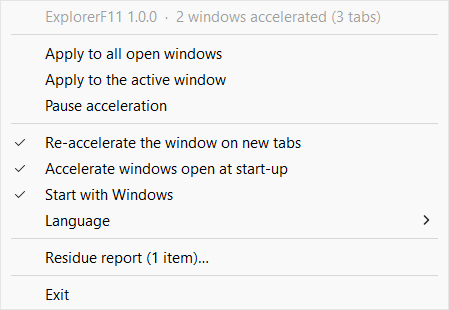 ExplorerF11 1.0.0 · 2 windows accelerated (3 tabs)
Apply to all open windows
Apply to the active window
Pause acceleration
Re-accelerate the window on new tabs
Accelerate windows open at start-up
Start with Windows
Language
Residue report (1 item)...
Exit